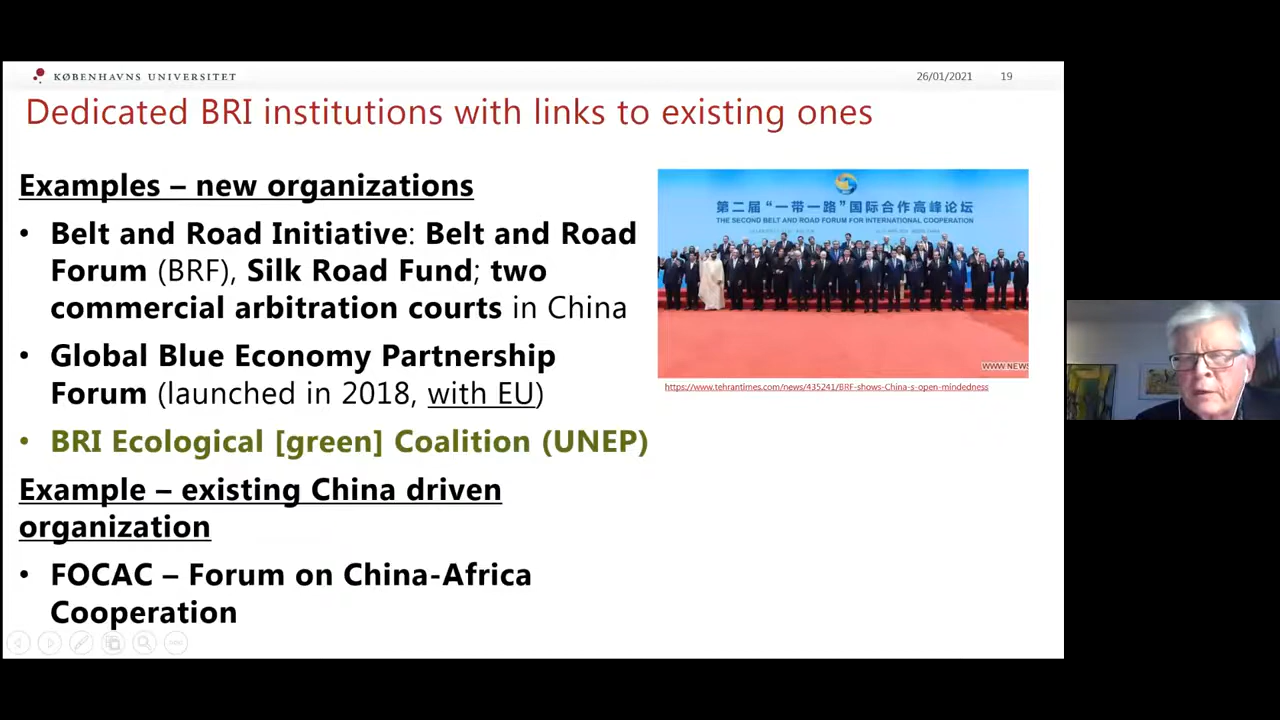 KØBENHAVNS UNIVERSITET
26/01/2021
19
Dedicated BRI institutions with links to existing ones
Examples – new organizations
• Belt and Road Initiative: Belt and Road
Forum (BRF), Silk Road Fund; two
commercial arbitration courts in China
• Global Blue Economy Partnership
Forum (launched in 2018, with EU)
• BRI Ecological [green] Coalition (UNEP)
Example – existing China driven
organization
• FOCAC – Forum on China-Africa
Cooperation
第二届“一带一路”国际合作高峰论坛
THE SECOND BELT AND ROAD FORUM FOR INTERNATIONAL COOPERATION
WWW.NEWS
https://www.tehrantimes.com/news/435241/BRF-shows-China-s-open-mindedness